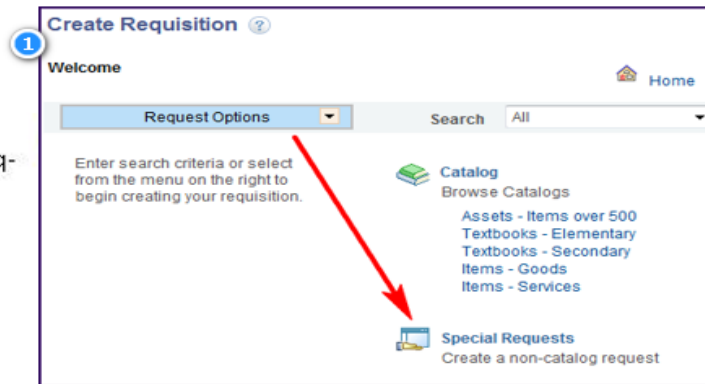 Create Requisition ?
1
Welcome
Home
Request Options
Search All
Enter search criteria or select
from the menu on the right to
begin creating your requisition.
Catalog
Browse Catalogs
Assets - Items over 500
Textbooks - Elementary
Textbooks - Secondary
Items - Goods
Items - Services
Special Requests
Create a non-catalog request